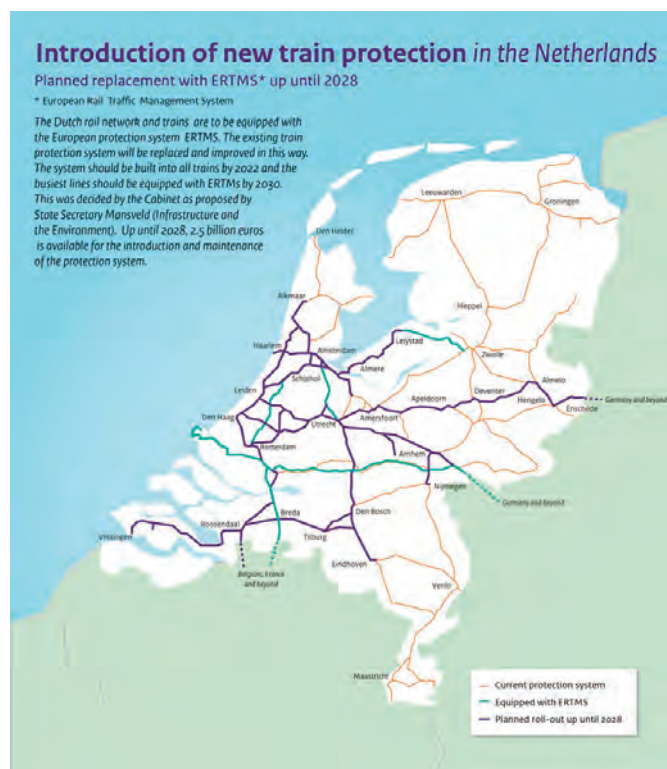 Introduction of new train protection in the Netherlands
Planned replacement with ERTMS* up until 2028
* European Rail Traffic Management System
The Dutch rail network and trains are to be equipped with
the European protection system ERTMS. The existing train
protection system will be replaced and improved in this way.
The system should be built into all trains by 2022 and the
busiest lines should be equipped with ERTMs by 2030.
This was decided by the Cabinet as proposed by
State Secretary Mansveld (Infrastructure and
the Environment). Up until 2028, 2.5 billion euros
is available for the introduction and maintenance
of the protection system.
Leeuwarden
Groningen
Den Helder
Alkmaar
Meppel
Haarlem
Amsterdam
Lelystad
Zwolle
Schiphol
Almere
Leiden
Apeldoorn
Deventer
Almelo
Hengelo
Enschede
Germany and beyond
Den Haag
Utrecht
Amersfoort
Rotterdam
Arnhem
Nijmegen
Germany and beyond
Breda
Den Bosch
Roosendaal
Vlissingen
Tilburg
Belgium, France
and beyond
Eindhoven
Venlo
Maastricht
Current protection system
Equipped with ERTMS
Planned roll-out up until 2028